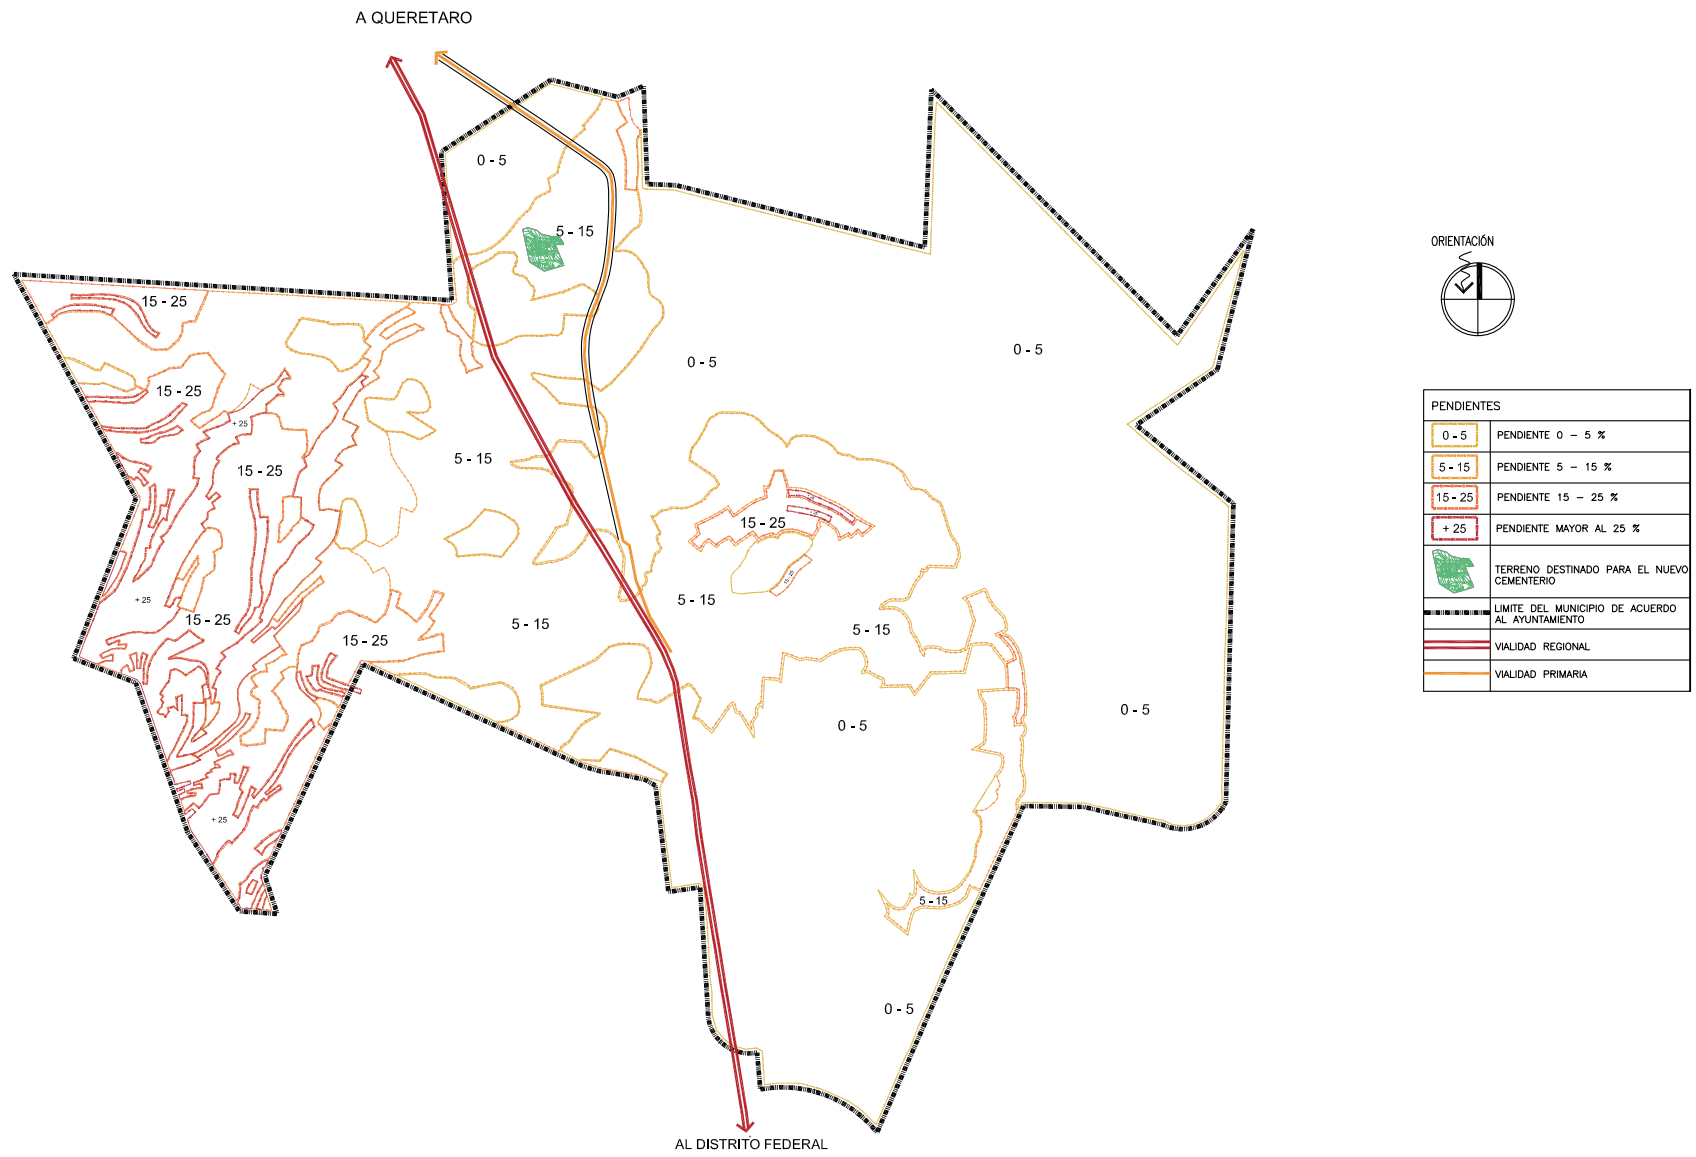 A QUERETARO
0 - 5
5 - 15
ORIENTACIÓN
15 - 25
0 - 5
0 - 5
15 - 25
+ 25
PENDIENTES
0 - 5 PENDIENTE 0 – 5 %
5 - 15 PENDIENTE 5 – 15 %
15 - 25 PENDIENTE 15 – 25 %
+ 25 PENDIENTE MAYOR AL 25 %
TERRENO DESTINADO PARA EL NUEVO
CEMENTERIO
LIMITE DEL MUNICIPIO DE ACUERDO
AL AYUNTAMIENTO
VIALIDAD REGIONAL
VIALIDAD PRIMARIA
5 - 15
15 - 25
15 - 25
15 - 25
+ 25
5 - 15
15 - 25
5 - 15
5 - 15
15 - 25
0 - 5
0 - 5
+ 25
5 - 15
0 - 5
AL DISTRITO FEDERAL